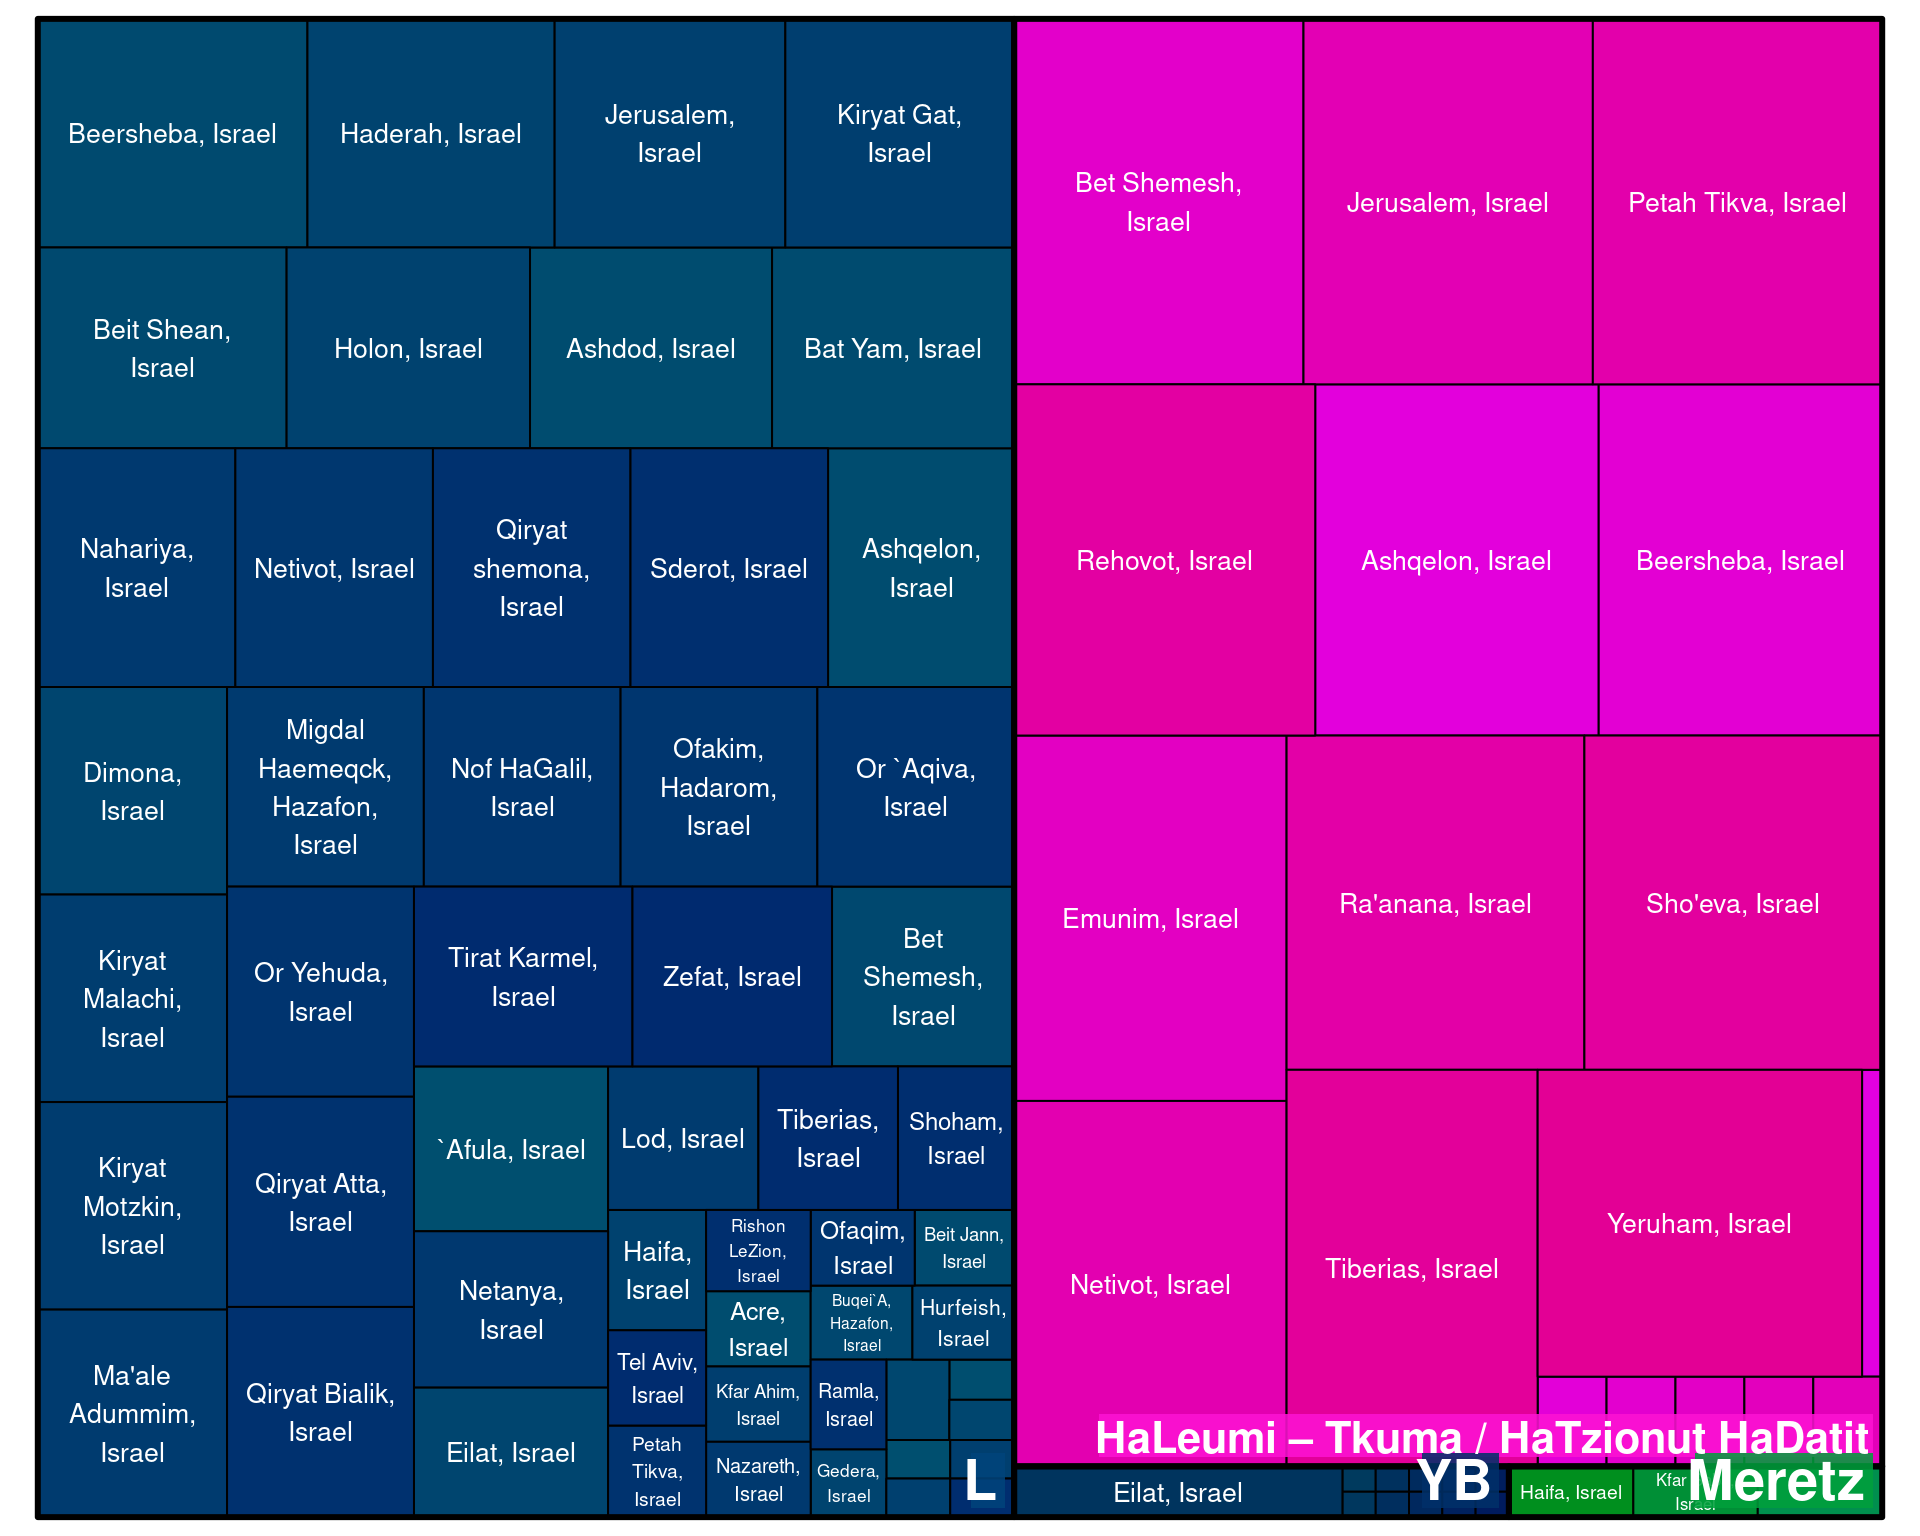 Beersheba, Israel
Haderah, Israel
Jerusalem,
Israel
Kiryat Gat,
Israel
Beit Shean,
Israel
Holon, Israel
Ashdod, Israel
Bat Yam, Israel
Nahariya,
Israel
Netivot, Israel
Qiryat
shemona,
Israel
Sderot, Israel
Ashqelon,
Israel
Dimona,
Israel
Migdal
Haemeqck,
Hazafon,
Israel
Nof HaGalil,
Israel
Ofakim,
Hadarom,
Israel
Or `Aqiva,
Israel
Kiryat
Malachi,
Israel
Or Yehuda,
Israel
Tirat Karmel,
Israel
Zefat, Israel
Bet
Shemesh,
Israel
Kiryat
Motzkin,
Israel
Qiryat Atta,
Israel
`Afula, Israel
Lod, Israel
Tiberias,
Israel
Shoham,
Israel
Ma'ale
Adummim,
Israel
Qiryat Bialik,
Israel
Netanya,
Israel
Eilat, Israel
Haifa,
Israel
Rishon
LeZion,
Israel
Ofaqim,
Israel
Beit Jann,
Israel
Acre,
Israel
Buqei`A,
Hazafon,
Israel
Hurfeish,
Israel
Tel Aviv,
Israel
Kfar Ahim,
Israel
Ramla,
Israel
Petah
Tikva,
Israel
Nazareth,
Israel
Gedera,
Israel
L
Bet Shemesh,
Israel
Jerusalem, Israel
Petah Tikva, Israel
Rehovot, Israel
Ashqelon, Israel
Beersheba, Israel
Emunim, Israel
Ra'anana, Israel
Sho'eva, Israel
Netivot, Israel
Tiberias, Israel
Yeruham, Israel
HaLeumi – Tkuma / HaTzionut HaDatit
Eilat, Israel
YB
Haifa, Israel
Kfar
Israel
Meretz